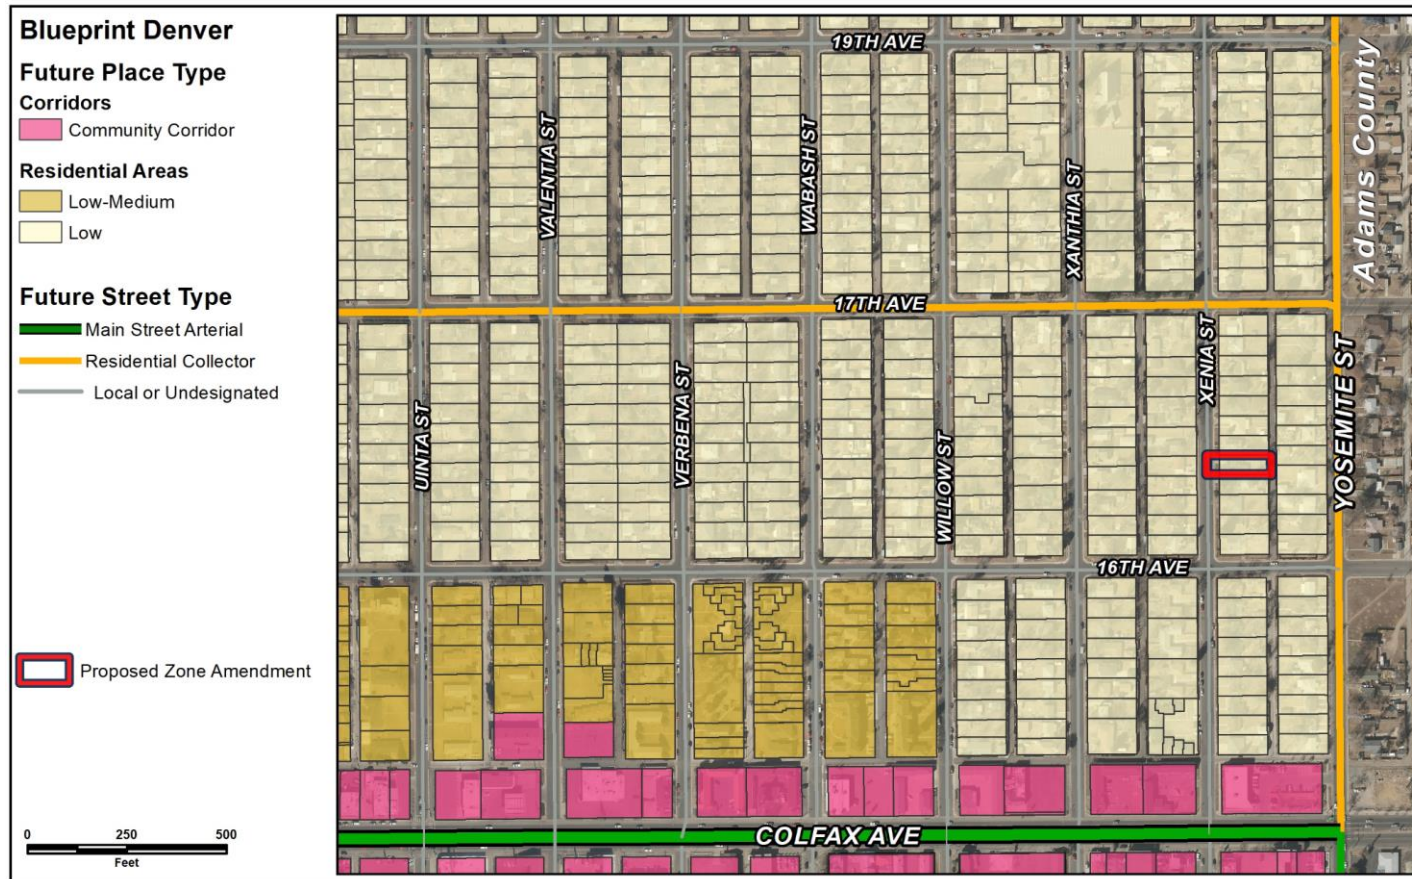 Blueprint Denver
Future Place Type
Corridors
Community Corridor
Residential Areas
Low-Medium
Low
Future Street Type
Main Street Arterial
Residential Collector
Local or Undesignated
Proposed Zone Amendment
0 250 500
Feet
19TH AVE
VALENTIA ST
WABASH ST
XANTHIA ST
Adams County
17TH AVE
UINTA ST
VERBENA ST
WILLOW ST
XENIA ST
YOSEMITE ST
16TH AVE
COLFAX AVE